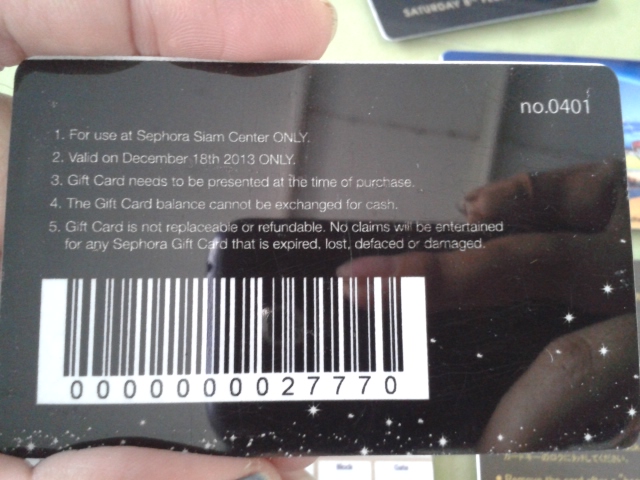 SATURDAY 8TH
no.0401
1. For use at Sephora Siam Center ONLY.
2. Valid on December 18th 2013 ONLY.
3. Gift Card needs to be presented at the time of purchase.
4. The Gift Card balance cannot be exchanged for cash.
5. Gift Card is not replaceable or refundable. No claims will be entertained
for any Sephora Gift Card that is expired, lost, defaced or damaged.
0000000027770